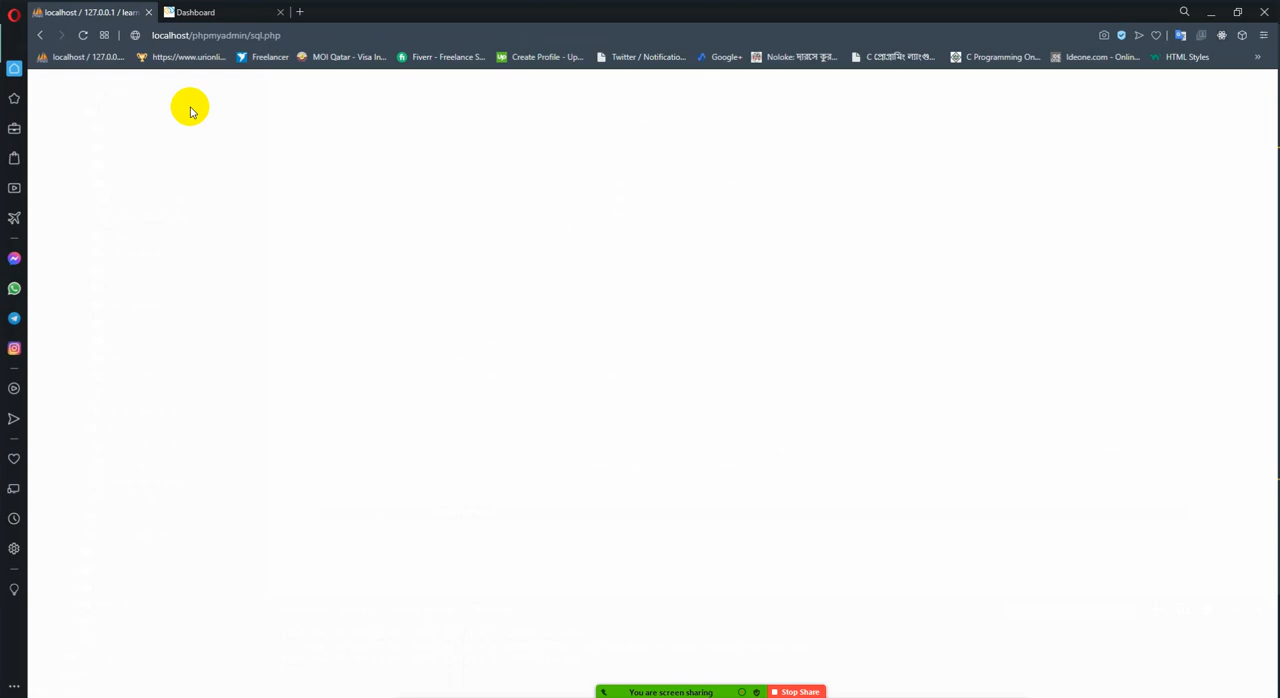 localhost / 127.0.0.1 / learn
Dashboard
localhost/phpmyadmin/sql.php
localhost / 127.0.0....
https://www.urionli...
Freelancer
MOI Qatar - Visa In...
Fiverr - Freelance S...
Create Profile - Up...
Twitter / Notificatio...
Google+
Noloke: দারসে কুর...
C প্রোগ্রামিং ল্যাংগু...
C Programming On...
Ideone.com - Onlin...
HTML Styles
You are screen sharing
Stop Share